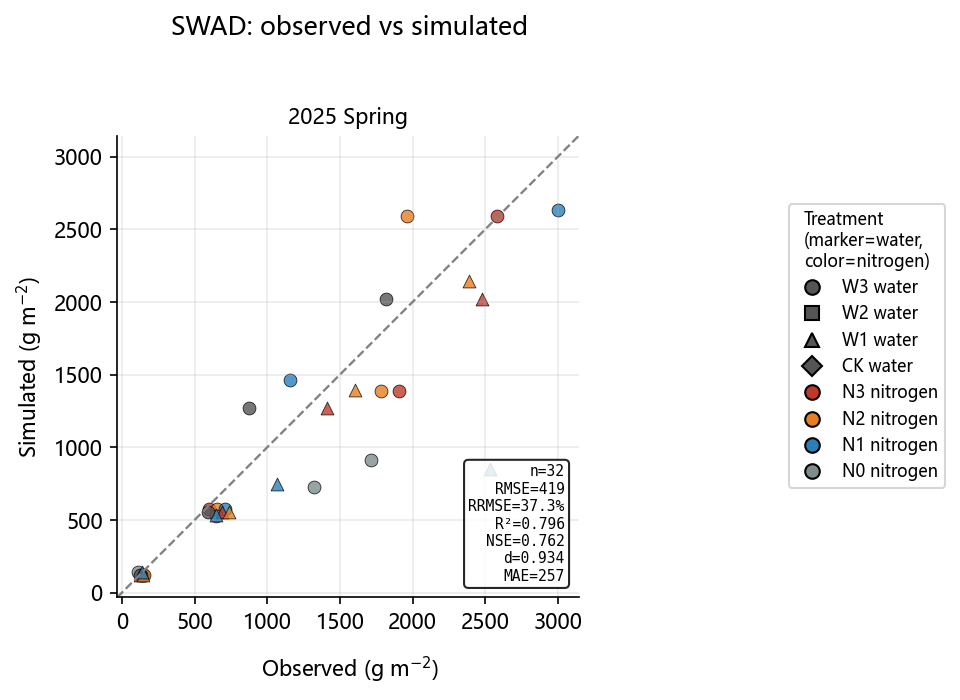 SWAD: observed vs simulated
2025 Spring
Simulated (g m⁻²)
3000
2500
2000
1500
1000
500
0
0 500 1000 1500 2000 2500 3000
Observed (g m⁻²)
n=32
RMSE=419
RRMSE=37.3%
R²=0.796
NSE=0.762
d=0.934
MAE=257
Treatment
(marker=water,
color=nitrogen)
W3 water
W2 water
W1 water
CK water
N3 nitrogen
N2 nitrogen
N1 nitrogen
N0 nitrogen